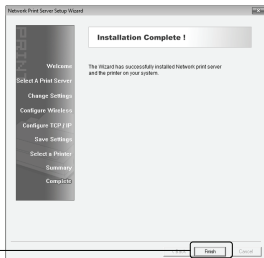 Network Print Server Setup Wizard
Installation Complete !
PRINT
Welcome
Select A Print Server
Change Settings
Configure Wireless
Configure TCP / IP
Save Settings
Select a Printer
Summary
Complete
The Wizard has successfully installed Network print server
and the printer on your system.
< Back
Finish
Cancel